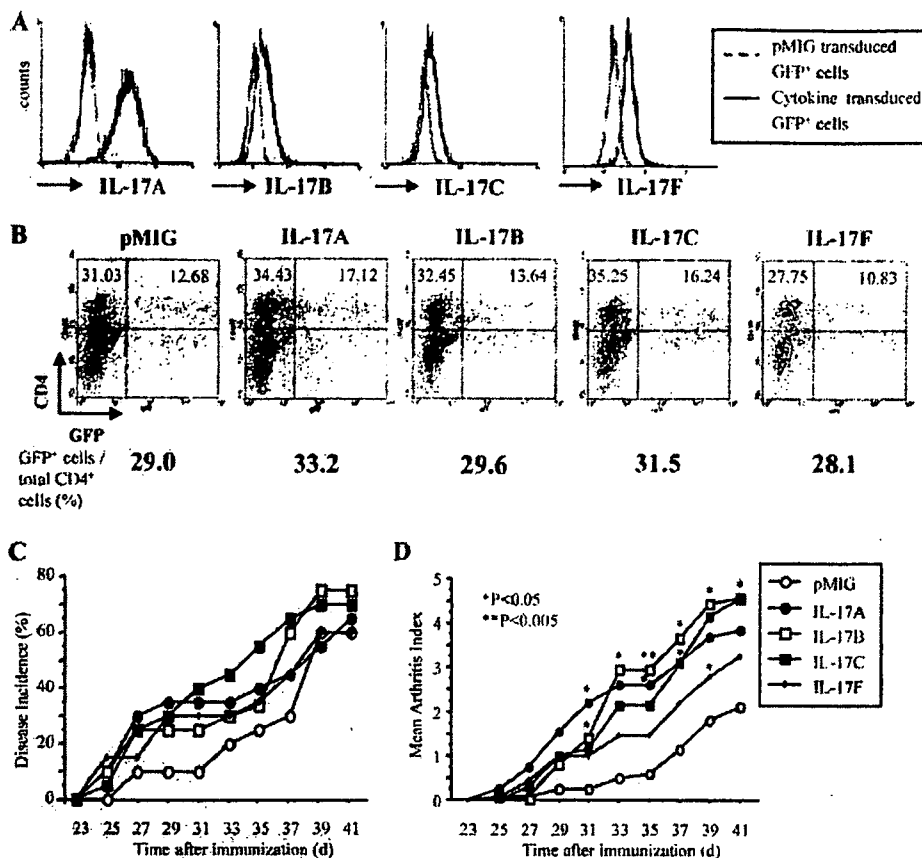 A
counts
IL-17A
IL-17B
IL-17C
IL-17F
pMIG transduced
GFP⁺ cells
Cytokine transduced
GFP⁺ cells
B
pMIG
IL-17A
IL-17B
IL-17C
IL-17F
31.03 12.68
34.43 17.12
32.45 13.64
35.25 16.24
27.75 10.83
CD4
GFP
GFP⁺ cells /
total CD4⁺
cells (%)
29.0
33.2
29.6
31.5
28.1
C
Disease Incidence (%)
80
60
40
20
0
23 25 27 29 31 33 35 37 39 41
Time after immunization (d)
D
Mean Arthritis Index
5
4
3
2
1
0
*P<0.05
**P<0.005
* * * ** * * * * *
23 25 27 29 31 33 35 37 39 41
Time after immunization (d)
pMIG
IL-17A
IL-17B
IL-17C
IL-17F